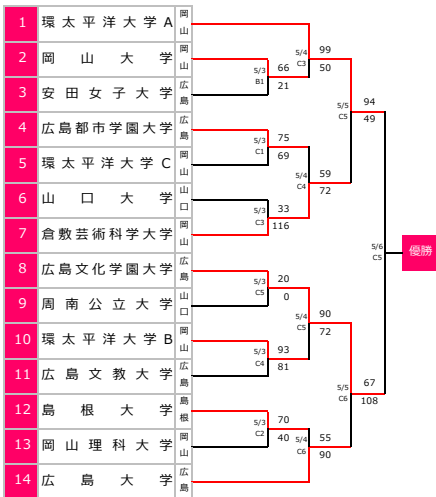 1 環太平洋大学A 岡山
2 岡山大学 岡山
3 安田女子大学 広島
4 広島都市学園大学 広島
5 環太平洋大学C 岡山
6 山口大学 山口
7 倉敷芸術科学大学 岡山
8 広島文化学園大学 広島
9 周南公立大学 山口
10 環太平洋大学B 岡山
11 広島文教大学 広島
12 島根大学 島根
13 岡山理科大学 岡山
14 広島大学 広島
5/3
B1
66
21
5/4
C3
99
50
5/3
C1
75
69
5/3
C3
33
116
5/4
C4
59
72
5/5
C5
94
49
5/3
C5
20
0
5/3
C4
93
81
5/4
C5
90
72
5/3
C2
70
40
5/4
C6
55
90
5/5
C6
67
108
5/6
C5
優勝